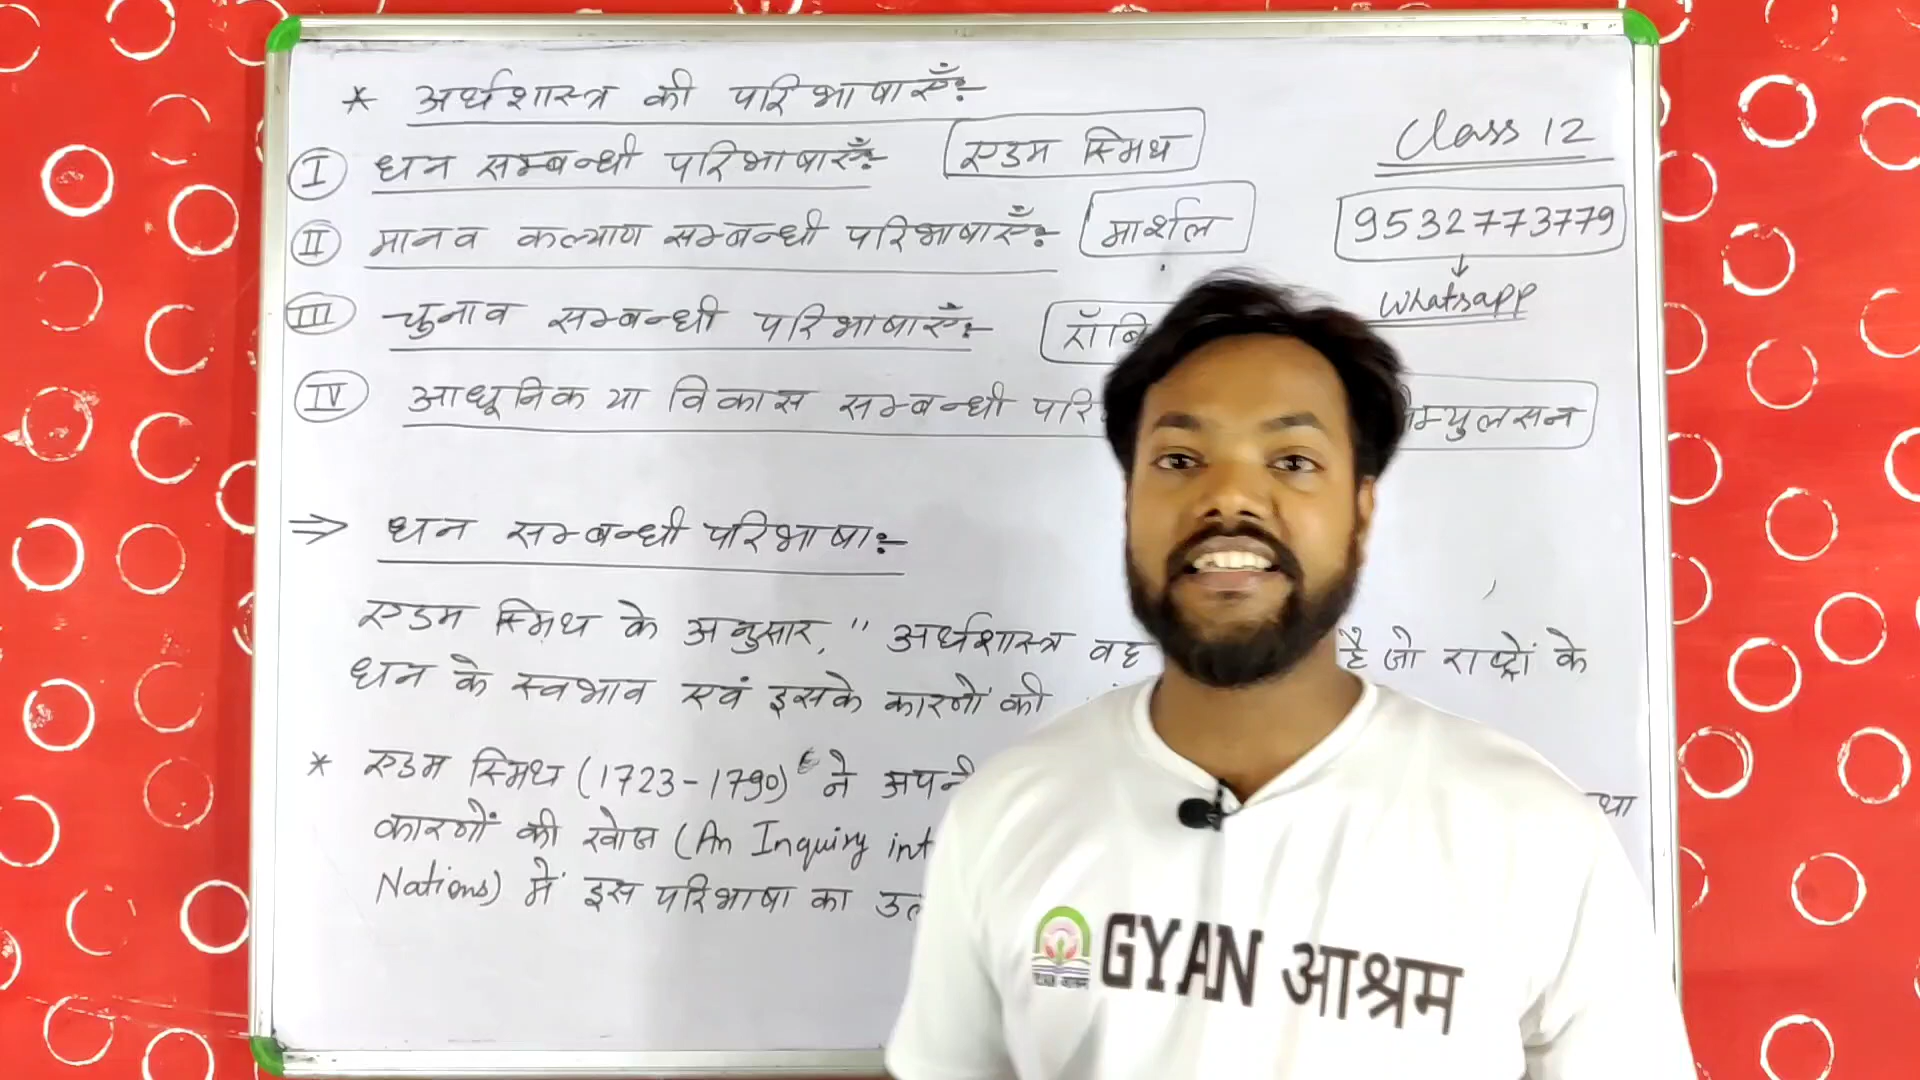 * अर्थशास्त्र की परिभाषाएँ:-
I धन सम्बन्धी परिभाषाएँ:- एडम स्मिथ
Class 12
II मानव कल्याण सम्बन्धी परिभाषाएँ:- मार्शल
9532773779
↓
Whatsapp
III चुनाव सम्बन्धी परिभाषाएँ:-
IV आधूनिक या विकास सम्बन्धी
⇒ धन सम्बन्धी परिभाषा:-
एडम स्मिथ के अनुसार, " अर्थशास्त्र वह है जो राष्ट्रों के
धन के स्वभाव एवं इसके कारणों की
* एडम स्मिथ (1723-1790) ने
कारणों की खोज (An Inquiry
Nations) में इस परिभाषा का
GYAN आश्रम